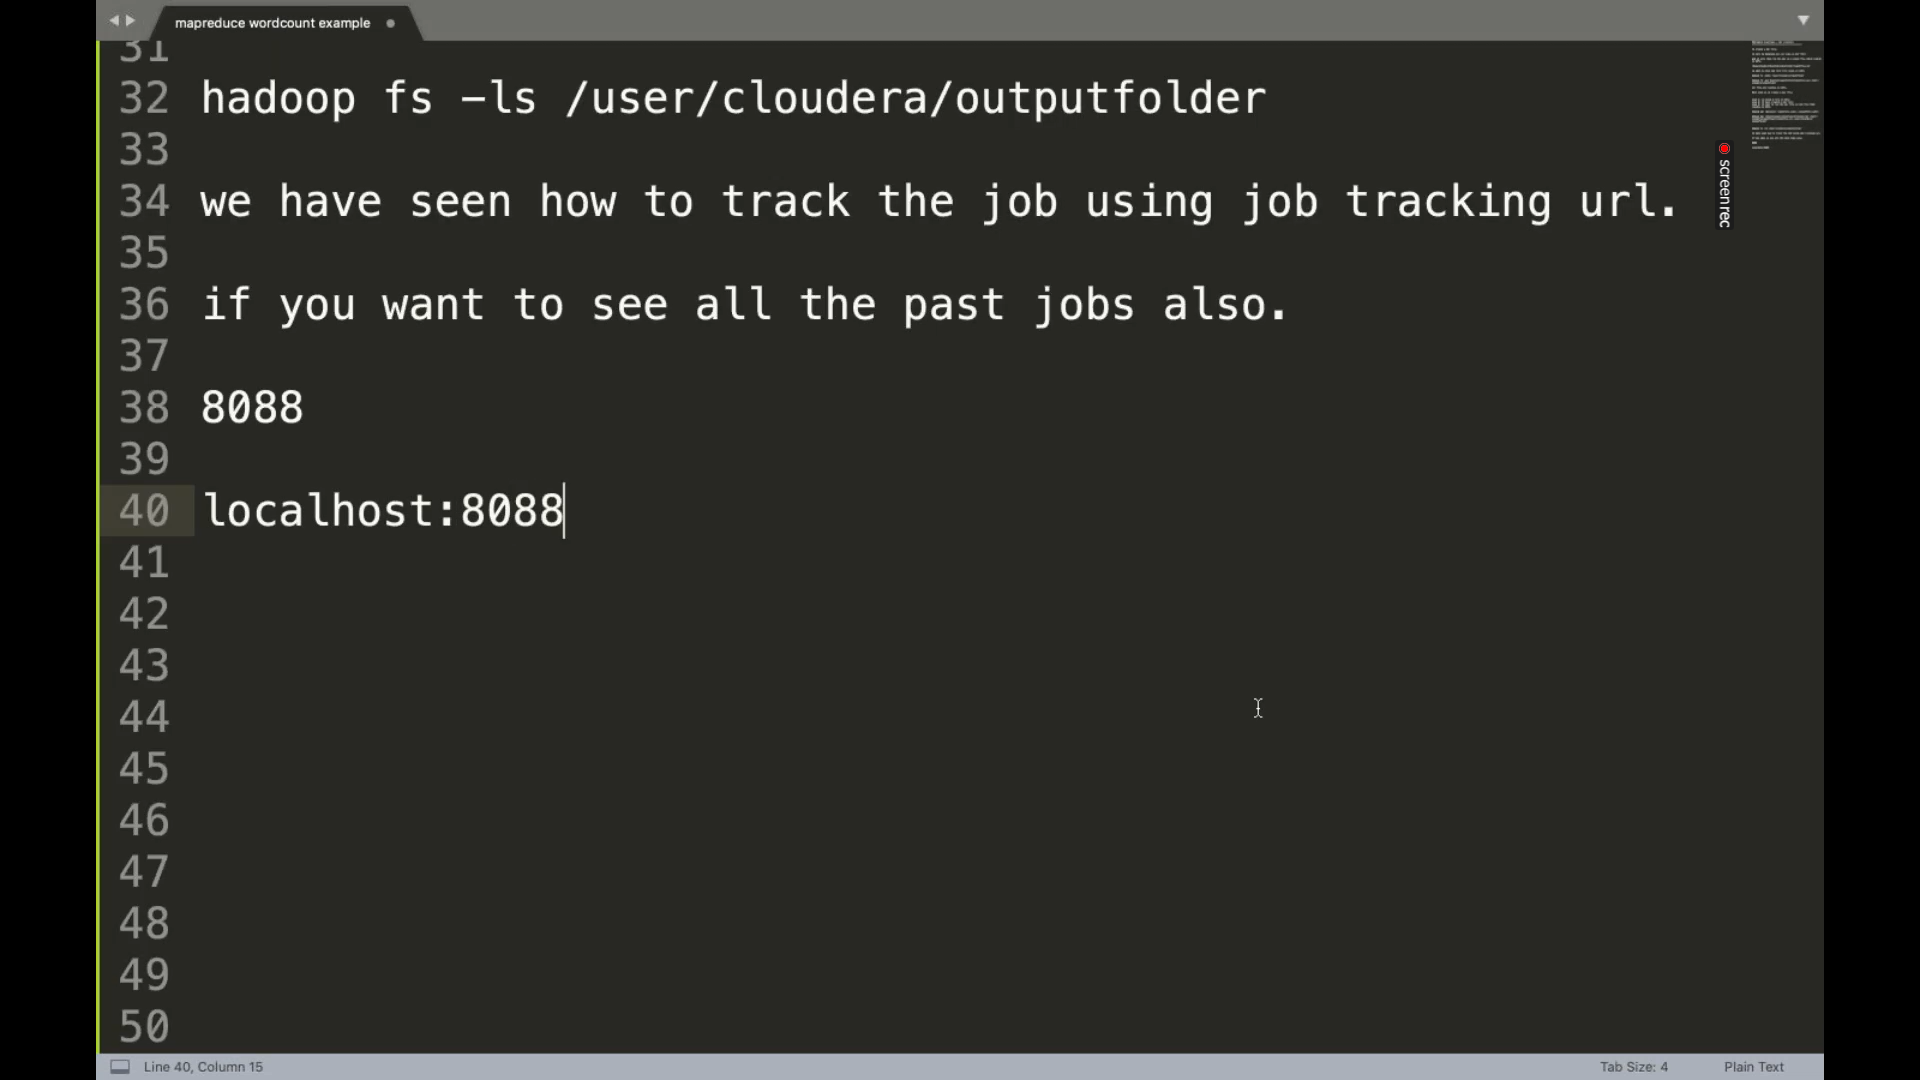 mapreduce wordcount example
31
32 hadoop fs -ls /user/cloudera/outputfolder
33
34 we have seen how to track the job using job tracking url.
35
36 if you want to see all the past jobs also.
37
38 8088
39
40 localhost:8088
41
42
43
44
45
46
47
48
49
50
screen rec
Line 40, Column 15
Tab Size: 4
Plain Text